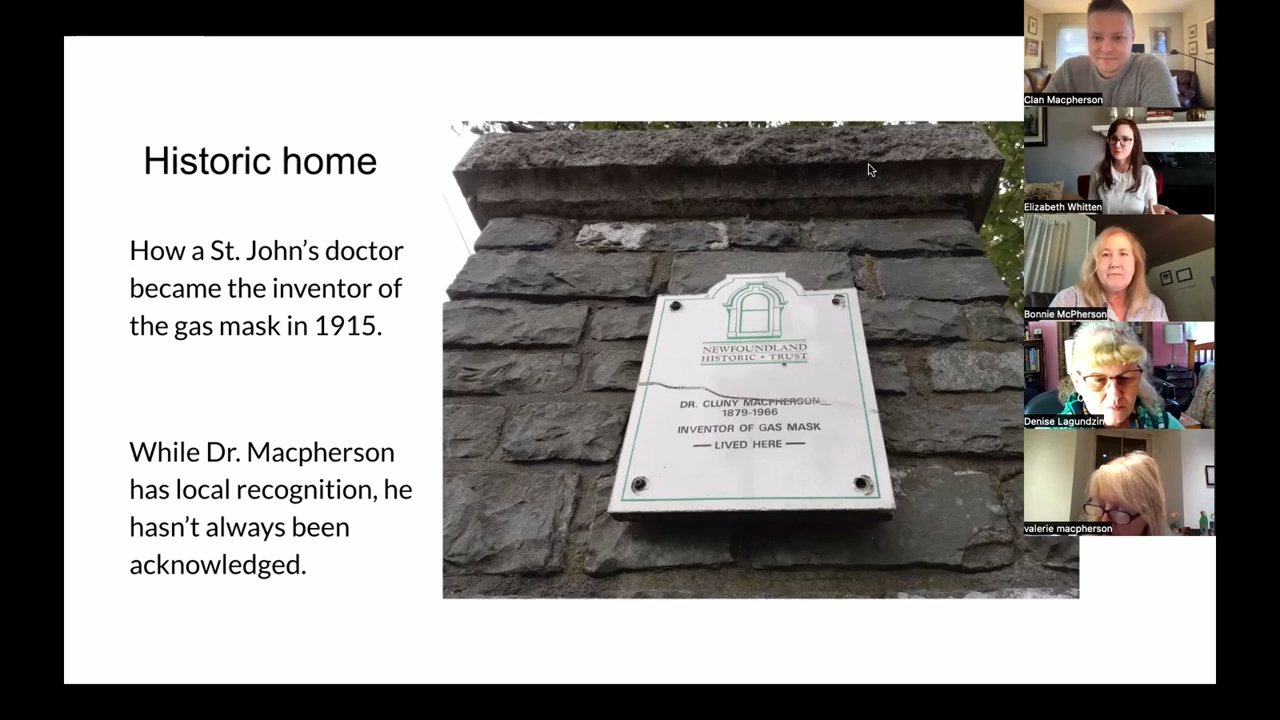 Historic home
How a St. John’s doctor
became the inventor of
the gas mask in 1915.
While Dr. Macpherson
has local recognition, he
hasn’t always been
acknowledged.
NEWFOUNDLAND
HISTORIC • TRUST
DR. CLUNY MACPHERSON
1879-1966
INVENTOR OF GAS MASK
LIVED HERE
Clan Macpherson
Elizabeth Whitten
Bonnie McPherson
Denise Lagundzin
valerie macpherson